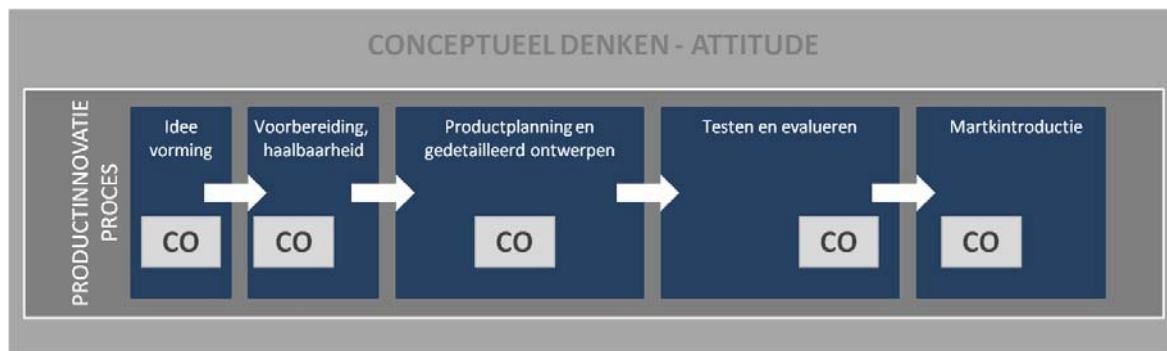 CONCEPTUEEL DENKEN - ATTITUDE
PRODUCTINNOVATIE
PROCES
Idee
vorming
CO
Voorbereiding,
haalbaarheid
CO
Productplanning en
gedetailleerd ontwerpen
CO
Testen en evalueren
CO
Martkintroductie
CO